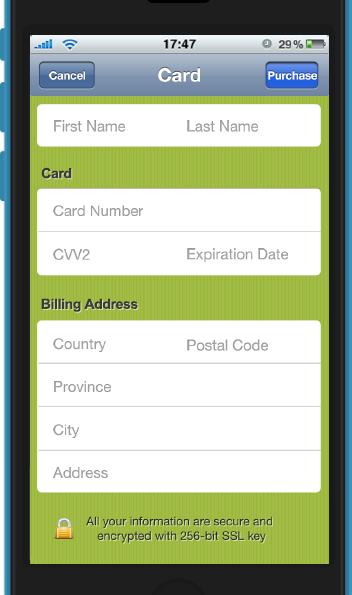 17:47 29%
Cancel Card Purchase
First Name Last Name
Card
Card Number
CVV2 Expiration Date
Billing Address
Country Postal Code
Province
City
Address
All your information are secure and
encrypted with 256-bit SSL key